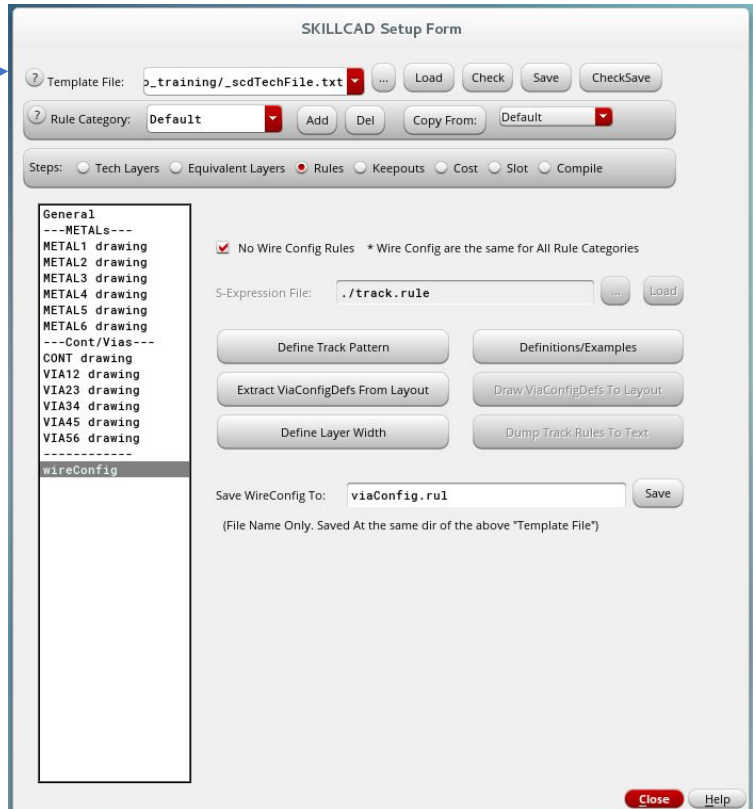 SKILLCAD Setup Form
? Template File: o_training/_scdTechFile.txt ... Load Check Save CheckSave
? Rule Category: Default Add Del Copy From: Default
Steps: Tech Layers Equivalent Layers Rules Keepouts Cost Slot Compile
General
---METALs---
METAL1 drawing
METAL2 drawing
METAL3 drawing
METAL4 drawing
METAL5 drawing
METAL6 drawing
---Cont/Vias---
CONT drawing
VIA12 drawing
VIA23 drawing
VIA34 drawing
VIA45 drawing
VIA56 drawing
------------
wireConfig
No Wire Config Rules * Wire Config are the same for All Rule Categories
S-Expression File: ./track.rule ... Load
Define Track Pattern Definitions/Examples
Extract ViaConfigDefs From Layout Draw ViaConfigDefs To Layout
Define Layer Width Dump Track Rules To Text
Save WireConfig To: viaConfig.rul Save
(File Name Only. Saved At the same dir of the above "Template File")
Close Help